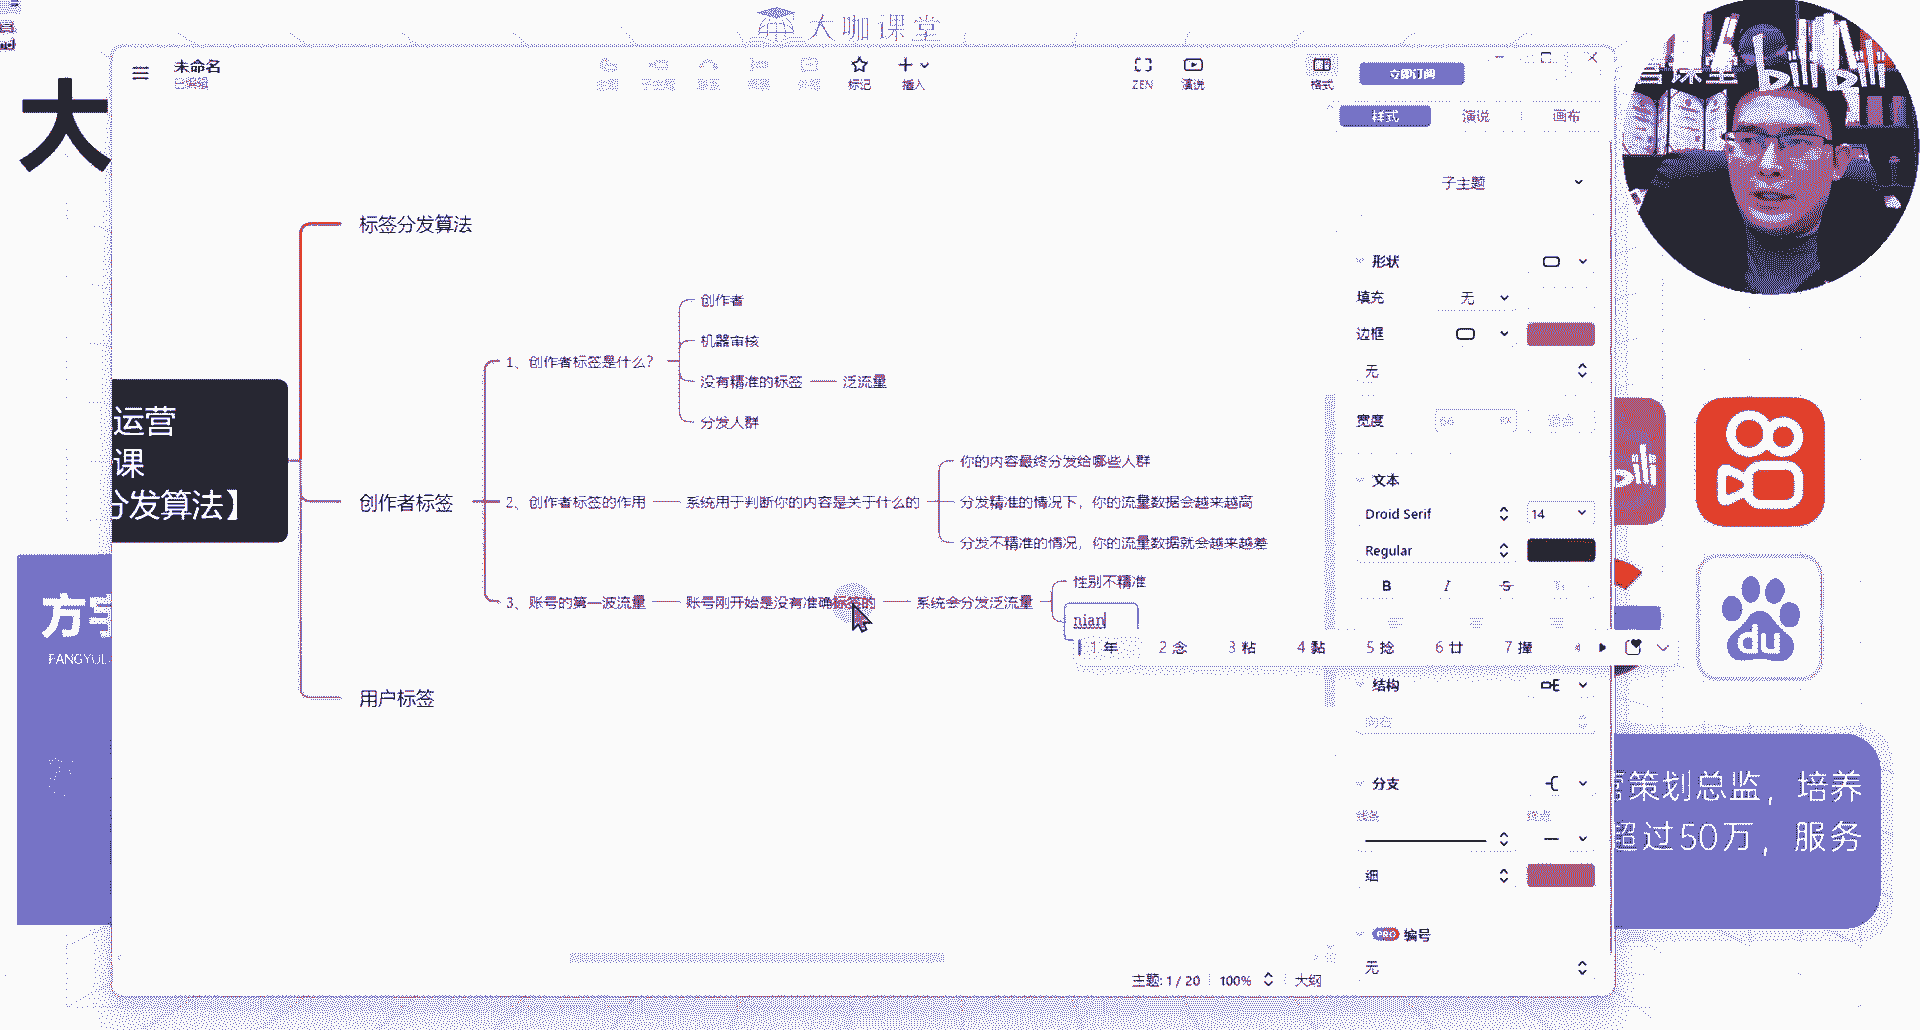 大咖课堂
大
未命名
已编辑
标记
插入
ZEN
演说
格式
立即订阅
样式
演说
画布
子主题
形状
填充
无
边框
无
宽度
文本
Droid Serif
14
Regular
B I S
结构
分支
细
PRO 编号
无
标签分发算法
创作者
1、创作者标签是什么？
机器审核
没有精准的标签
泛流量
分发人群
运营
课
分发算法】
创作者标签
2、创作者标签的作用
系统用于判断你的内容是关于什么的
你的内容最终分发给哪些人群
分发精准的情况下，你的流量数据会越来越高
分发不精准的情况，你的流量数据就会越来越差
3、账号的第一波流量
账号刚开始是没有准确标签的
系统会分发泛流量
性别不精准
nian
1 年 2 念 3 粘 4 黏 5 捻 6 廿 7 撵
用户标签
方宇
FANGYU
du
策划总监，培养
超过50万，服务
主题: 1 / 20
100%
大纲